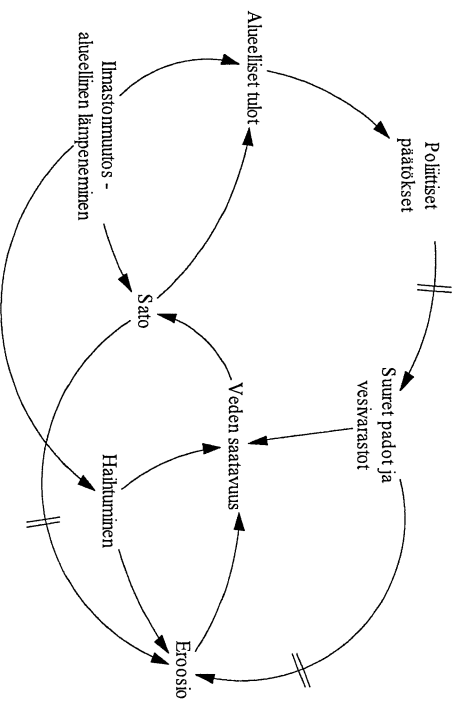 Poliittiset
päätökset
Suuret padot ja
vesivarastot
Alueelliset tulot
Veden saatavuus
Eroosio
Sato
Ilmastonmuutos -
alueellinen lämpeneminen
Haihtuminen